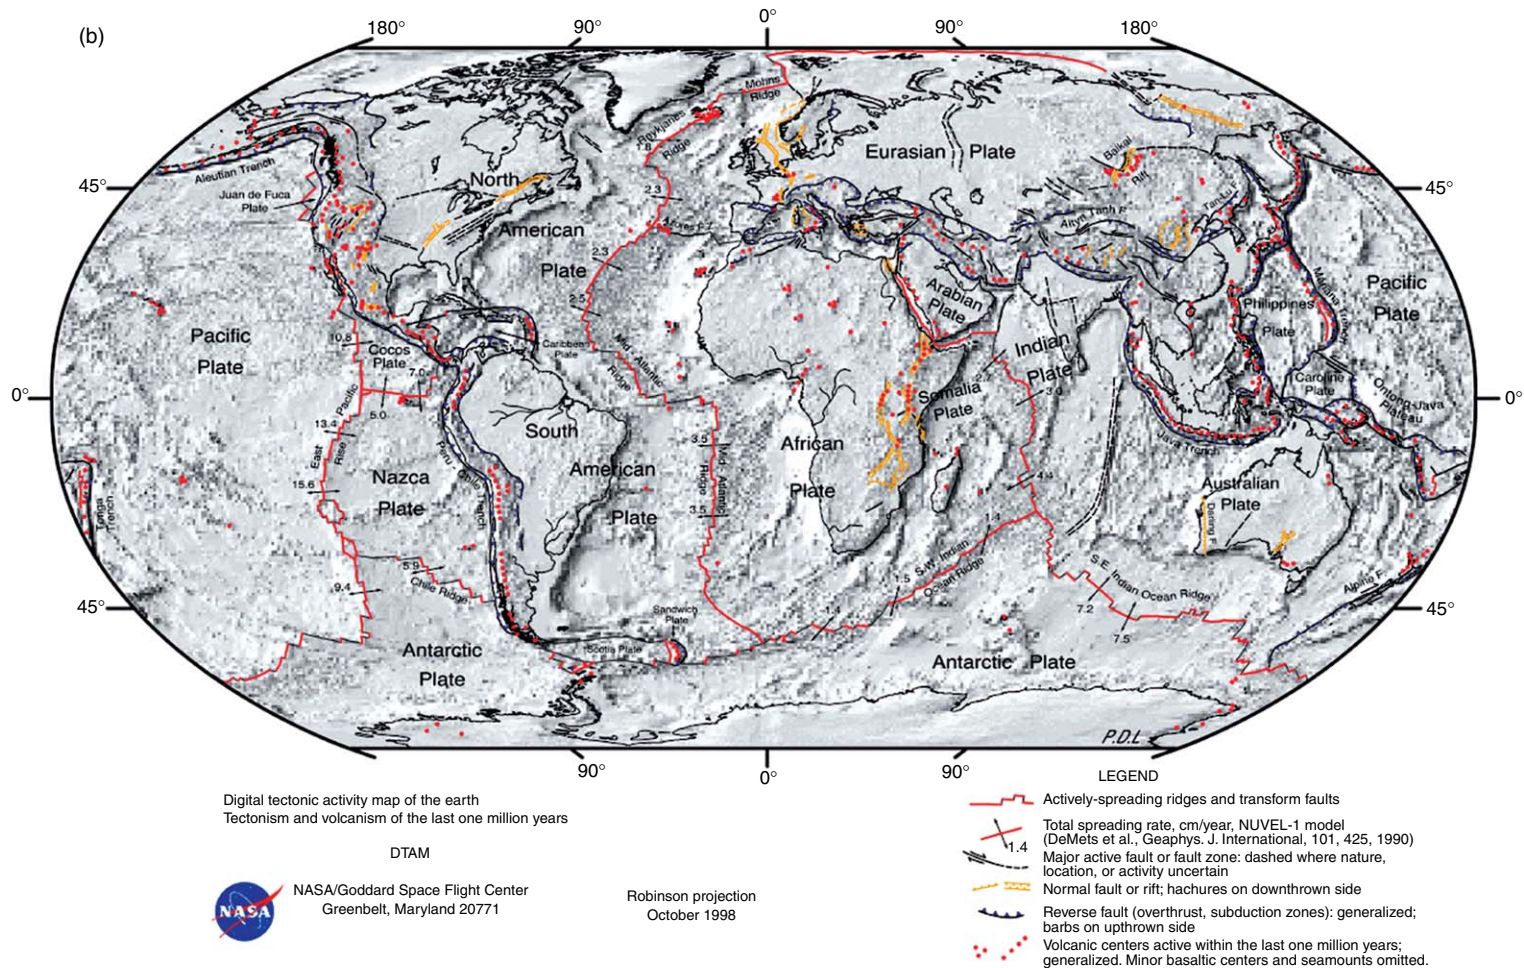 (b)
180°
90°
0°
90°
180°
Mohns
Ridge
Reykjanes
Ridge
1.8
Eurasian Plate
Baikal
Rift
Aleutian Trench
45°
45°
Juan de Fuca
Plate
North
American
Plate
2.3
Azores F.Z.
2.3
2.5
Altyn Tanh F.
Tanlu F.
Arabian
Plate
Pacific
Plate
Philippines
Plate
Mariana Trench
Pacific
Plate
10.8
Cocos
Plate
7.0
Caribbean
Plate
Mid - Atlantic
Ridge
Indian
Plate
2.2
3.0
Somalia
Plate
Caroline
Plate
Ontong-Java
Plateau
0°
0°
5.0
13.4
East Pacific
Rise
South
American
Plate
3.5
Mid - Atlantic
Ridge
3.5
African
Plate
Java Trench
Nazca
Plate
Peru - Chile Trench
15.6
4.4
Australian
Plate
Darling F.
Tonga
Trench
1.4
5.9
Chile Ridge
9.4
S.W. Indian
Ocean Ridge
1.5
1.4
S.E. Indian Ocean Ridge
7.2
7.5
Alpine F.
45°
45°
Sandwich
Plate
Scotia Plate
Antarctic
Plate
Antarctic Plate
P.D.L
90°
0°
90°
Digital tectonic activity map of the earth
Tectonism and volcanism of the last one million years
DTAM
NASA
NASA/Goddard Space Flight Center
Greenbelt, Maryland 20771
Robinson projection
October 1998
LEGEND
Actively-spreading ridges and transform faults
Total spreading rate, cm/year, NUVEL-1 model
(DeMets et al., Geaphys. J. International, 101, 425, 1990)
1.4
Major active fault or fault zone: dashed where nature,
location, or activity uncertain
Normal fault or rift; hachures on downthrown side
Reverse fault (overthrust, subduction zones): generalized;
barbs on upthrown side
Volcanic centers active within the last one million years;
generalized. Minor basaltic centers and seamounts omitted.